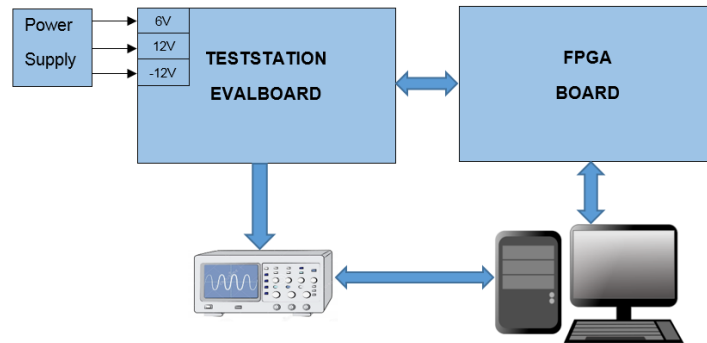 Power
Supply
6V
12V
-12V
TESTSTATION
EVALBOARD
FPGA
BOARD